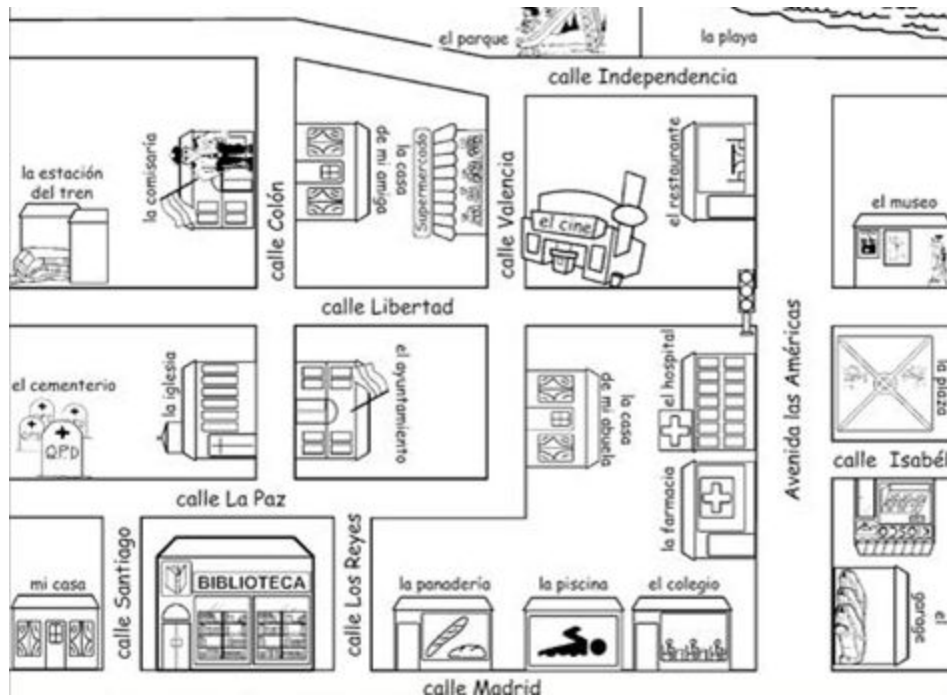 el parque
la playa
calle Independencia
la estación
del tren
la comisaría
calle Colón
la casa
de mi amiga
Supermercado
calle Valencia
el cine
el restaurante
el museo
calle Libertad
Avenida las Américas
el cementerio
QPD
la iglesia
el ayuntamiento
la casa
de mi abuela
el hospital
la plaza
calle Isabél
calle La Paz
la farmacia
mi casa
calle Santiago
BIBLIOTECA
calle Los Reyes
la panadería
la piscina
el colegio
el
garage
calle Madrid